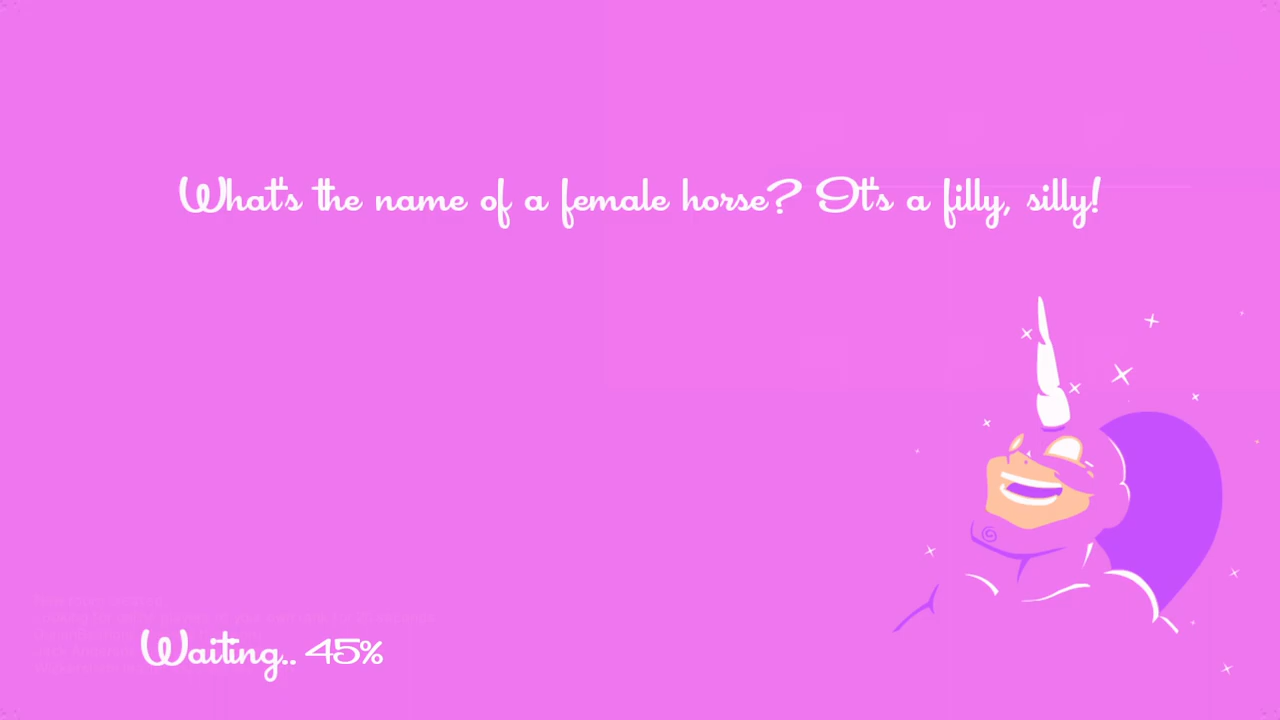 What's the name of a female horse? It's a filly, silly!
Waiting.. 45%